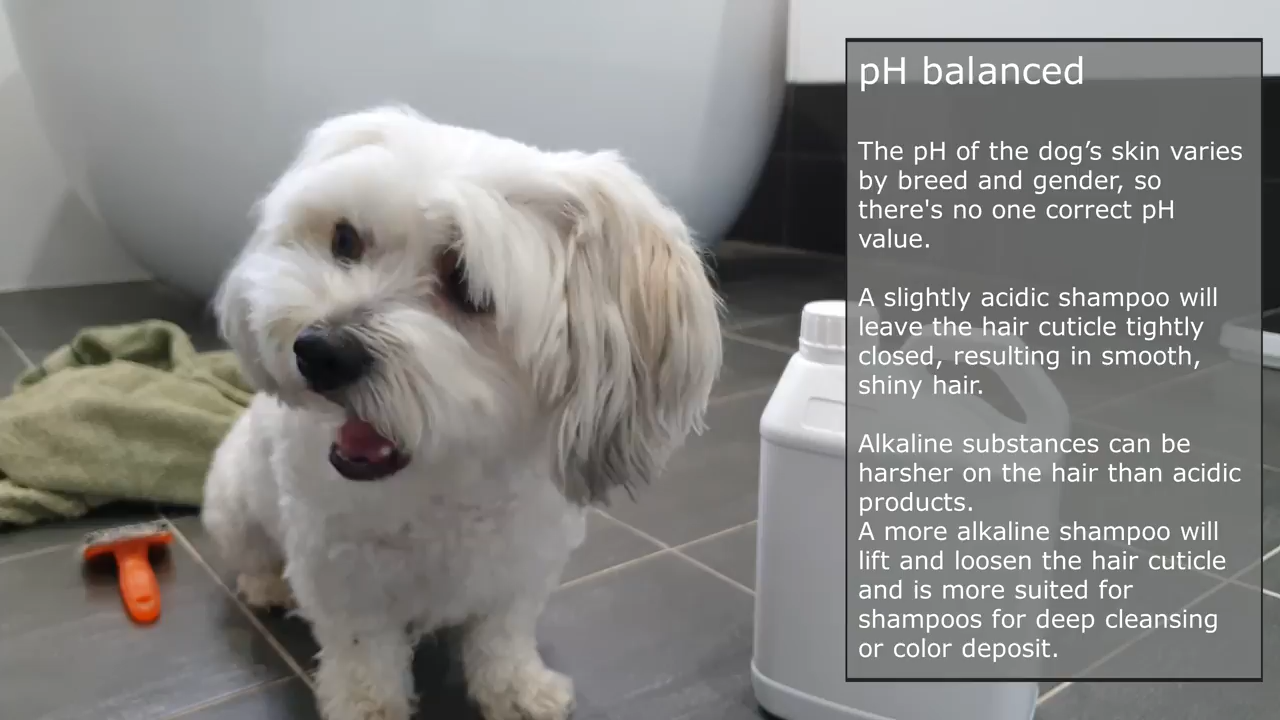 pH balanced
The pH of the dog’s skin varies
by breed and gender, so
there's no one correct pH
value.
A slightly acidic shampoo will
leave the hair cuticle tightly
closed, resulting in smooth,
shiny hair.
Alkaline substances can be
harsher on the hair than acidic
products.
A more alkaline shampoo will
lift and loosen the hair cuticle
and is more suited for
shampoos for deep cleansing
or color deposit.